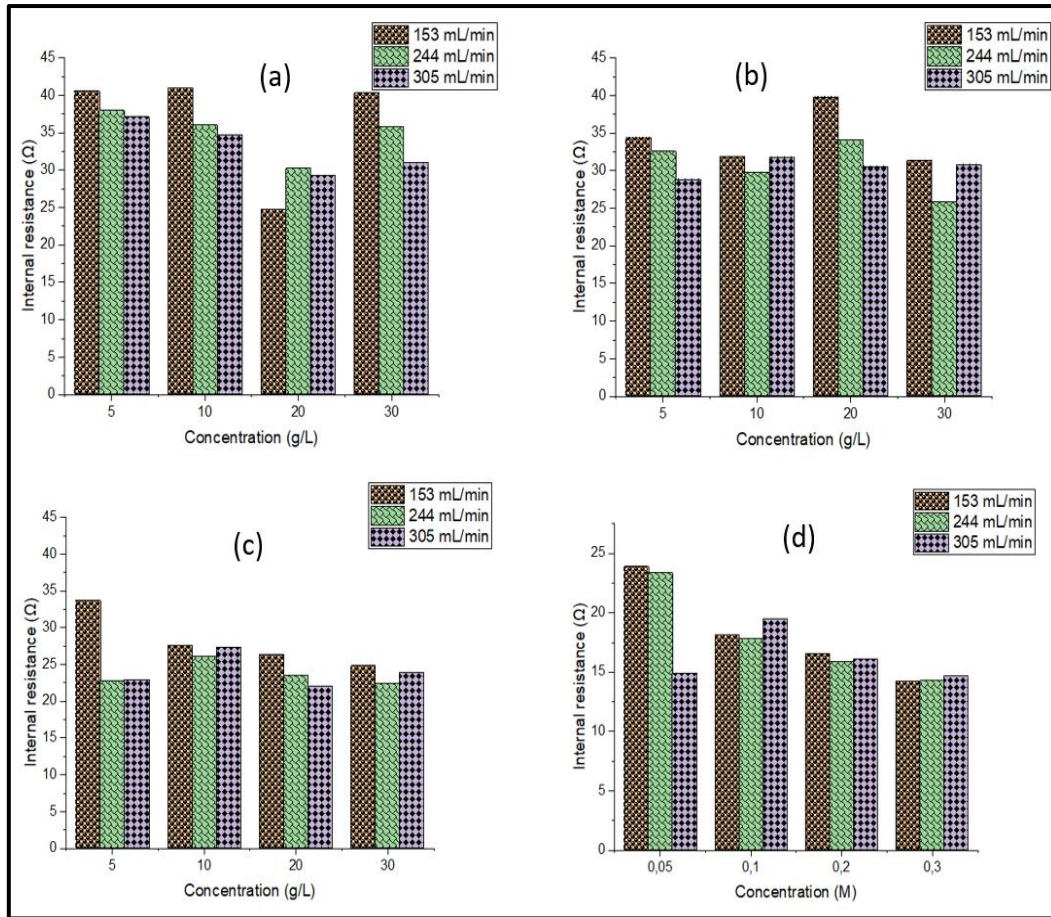 153 mL/min
244 mL/min
305 mL/min
(a)
45
40
35
30
25
20
15
10
5
0
Internal resistance (Ω)
5 10 20 30
Concentration (g/L)
153 mL/min
244 mL/min
305 mL/min
(b)
45
40
35
30
25
20
15
10
5
0
Internal resistance (Ω)
5 10 20 30
Concentration (g/L)
153 mL/min
244 mL/min
305 mL/min
(c)
45
40
35
30
25
20
15
10
5
0
Internal resistance (Ω)
5 10 20 30
Concentration (g/L)
153 mL/min
244 mL/min
305 mL/min
(d)
25
20
15
10
5
0
Internal resistance (Ω)
0,05 0,1 0,2 0,3
Concentration (M)